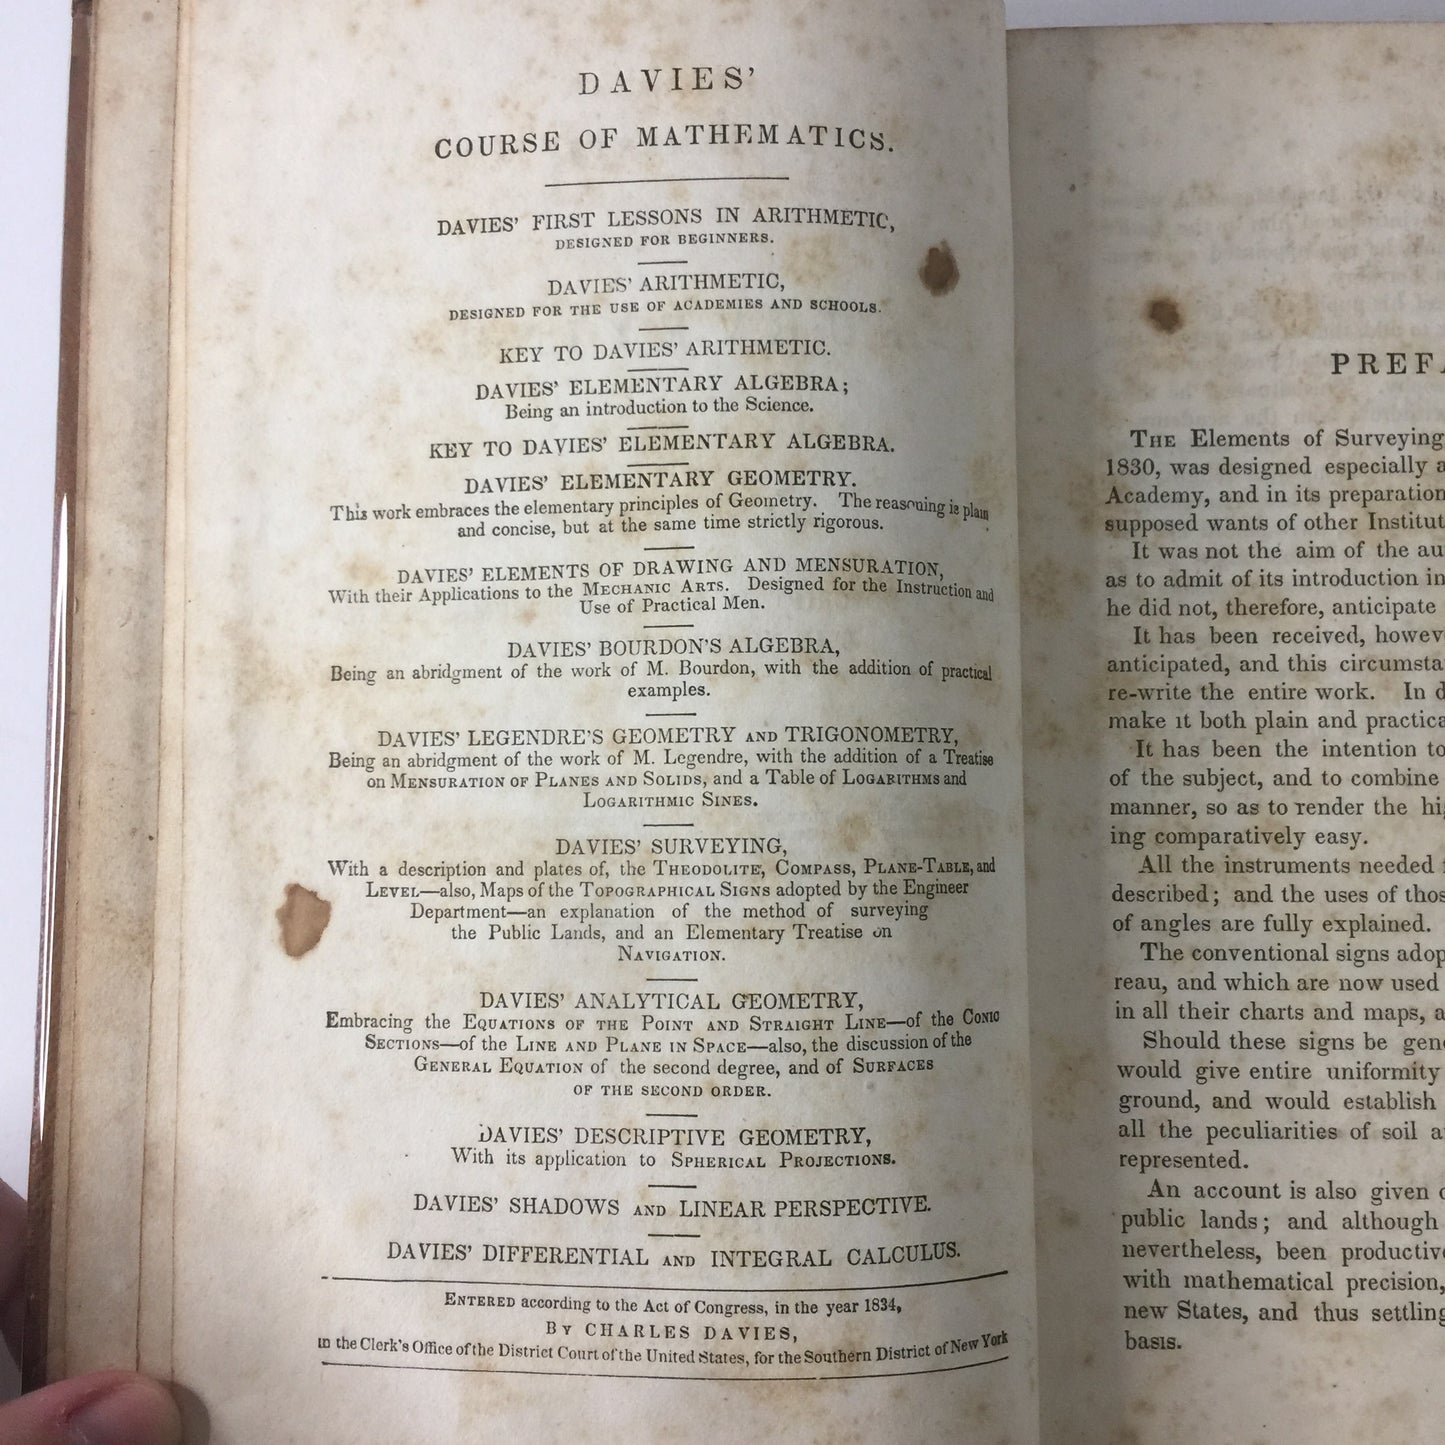 DAVIES'
COURSE OF MATHEMATICS.
DAVIES' FIRST LESSONS IN ARITHMETIC,
DESIGNED FOR BEGINNERS.
DAVIES' ARITHMETIC,
DESIGNED FOR THE USE OF ACADEMIES AND SCHOOLS.
KEY TO DAVIES' ARITHMETIC.
DAVIES' ELEMENTARY ALGEBRA;
Being an introduction to the Science.
KEY TO DAVIES' ELEMENTARY ALGEBRA.
DAVIES' ELEMENTARY GEOMETRY.
This work embraces the elementary principles of Geometry. The reasoning is plain
and concise, but at the same time strictly rigorous.
DAVIES' ELEMENTS OF DRAWING AND MENSURATION,
With their Applications to the MECHANIC ARTS. Designed for the Instruction and
Use of Practical Men.
DAVIES' BOURDON'S ALGEBRA,
Being an abridgment of the work of M. Bourdon, with the addition of practical
examples.
DAVIES' LEGENDRE'S GEOMETRY AND TRIGONOMETRY,
Being an abridgment of the work of M. Legendre, with the addition of a Treatise
on MENSURATION OF PLANES AND SOLIDS, and a Table of LOGARITHMS and
LOGARITHMIC SINES.
DAVIES' SURVEYING,
With a description and plates of, the THEODOLITE, COMPASS, PLANE-TABLE, and
LEVEL—also, Maps of the TOPOGRAPHICAL SIGNS adopted by the Engineer
Department—an explanation of the method of surveying
the Public Lands, and an Elementary Treatise on
NAVIGATION.
DAVIES' ANALYTICAL GEOMETRY,
Embracing the EQUATIONS OF THE POINT AND STRAIGHT LINE—of the CONIC
SECTIONS—of the LINE AND PLANE IN SPACE—also, the discussion of the
GENERAL EQUATION of the second degree, and of SURFACES
OF THE SECOND ORDER.
DAVIES' DESCRIPTIVE GEOMETRY,
With its application to SPHERICAL PROJECTIONS.
DAVIES' SHADOWS AND LINEAR PERSPECTIVE.
DAVIES' DIFFERENTIAL AND INTEGRAL CALCULUS.
ENTERED according to the Act of Congress, in the year 1834,
BY CHARLES DAVIES,
in the Clerk's Office of the District Court of the United States, for the Southern District of New York
PREFA
THE Elements of Surveying
1830, was designed especially a
Academy, and in its preparation
supposed wants of other Institut
It was not the aim of the au
as to admit of its introduction in
he did not, therefore, anticipate
It has been received, howev
anticipated, and this circumsta
re-write the entire work. In d
make it both plain and practica
It has been the intention to
of the subject, and to combine
manner, so as to render the hig
ing comparatively easy.
All the instruments needed
described; and the uses of thos
of angles are fully explained.
The conventional signs adop
reau, and which are now used
in all their charts and maps, a
Should these signs be gene
would give entire uniformity
ground, and would establish
all the peculiarities of soil a
represented.
An account is also given o
public lands; and although
nevertheless, been productive
with mathematical precision,
new States, and thus settling
basis.